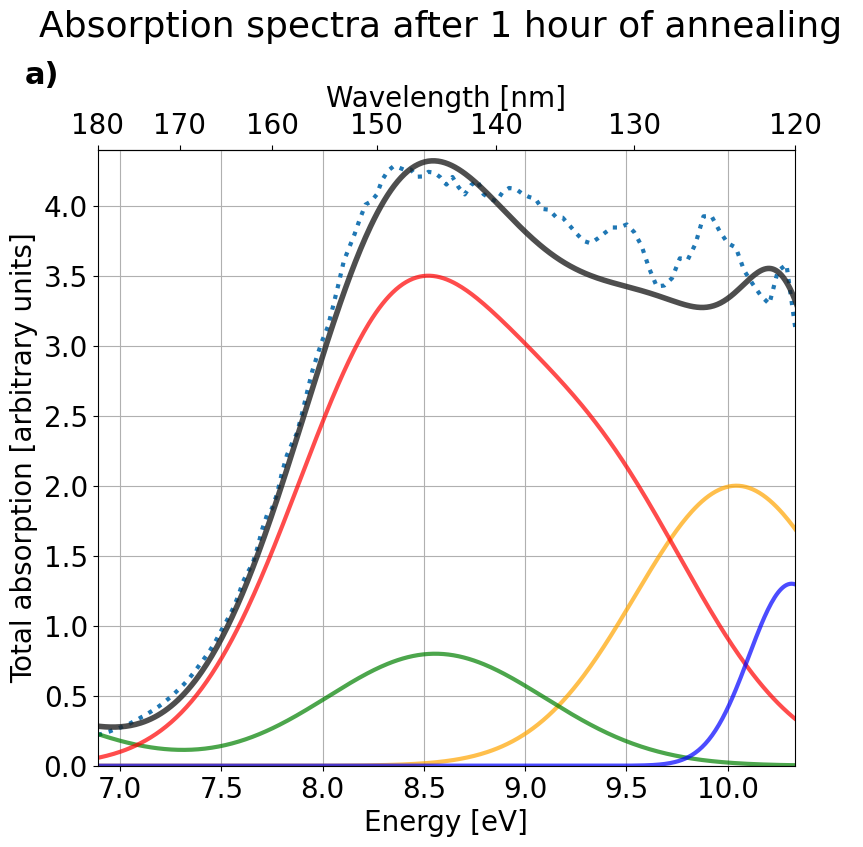 Absorption spectra after 1 hour of annealing
a)
Wavelength [nm]
180 170 160 150 140 130 120
Total absorption [arbitrary units]
4.0
3.5
3.0
2.5
2.0
1.5
1.0
0.5
0.0
7.0 7.5 8.0 8.5 9.0 9.5 10.0
Energy [eV]